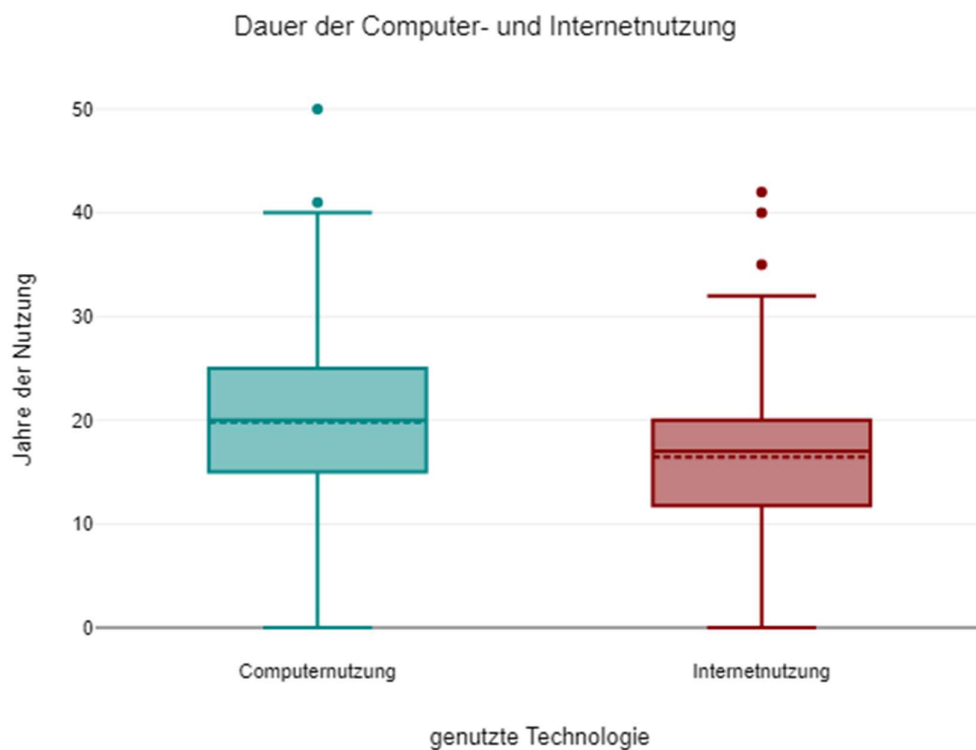 Dauer der Computer- und Internetnutzung
50
40
30
20
10
0
Jahre der Nutzung
Computernutzung
Internetnutzung
genutzte Technologie